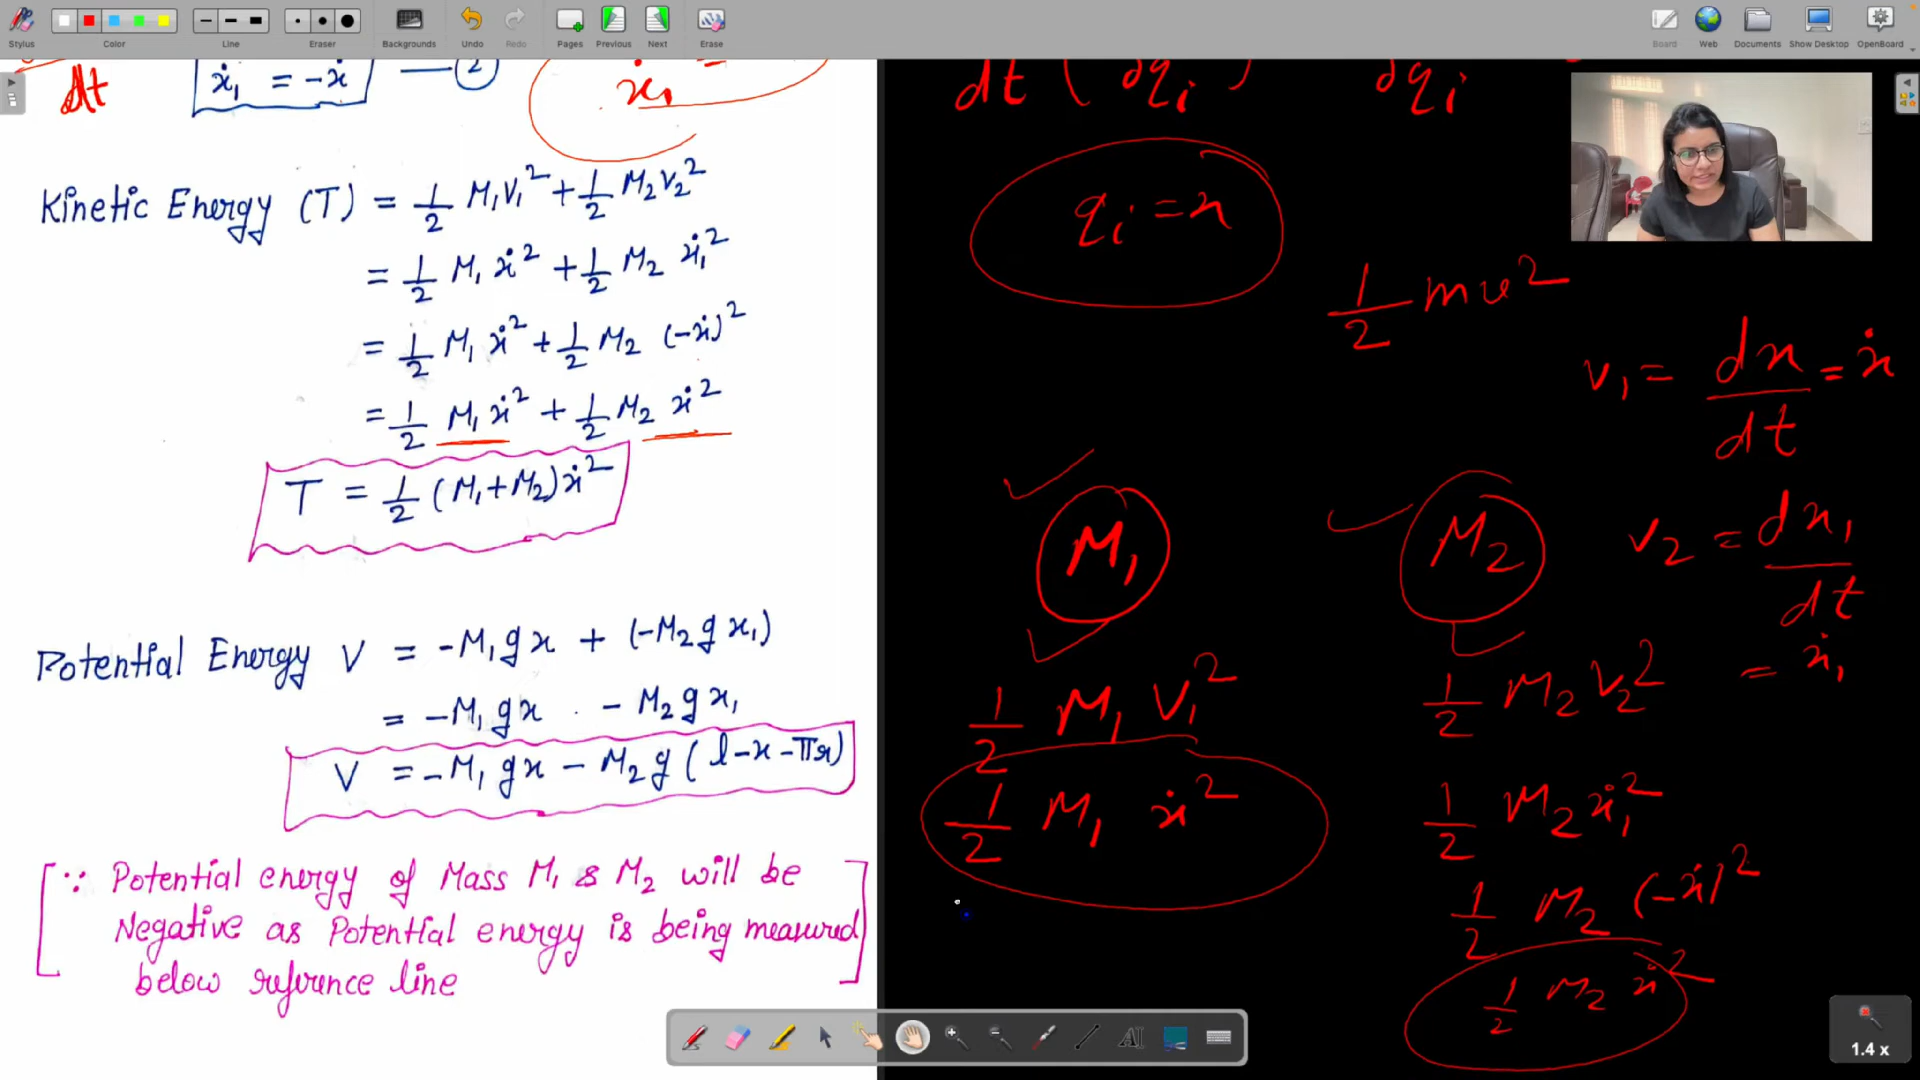 Stylus Color Line Eraser Backgrounds Undo Redo Pages Previous Next Erase Board Web Documents Show Desktop OpenBoard
dt ẋ₁ = -ẋ — ②
ẋ₁ =
Kinetic Energy (T) = 1/2 M₁V₁² + 1/2 M₂V₂²
= 1/2 M₁ẋ² + 1/2 M₂ ẋ₁²
= 1/2 M₁ ẋ² + 1/2 M₂ (-ẋ)²
= 1/2 M₁ẋ² + 1/2 M₂ ẋ²
T = 1/2 (M₁+M₂)ẋ²
Potential Energy V = -M₁gx + (-M₂gx₁)
= -M₁gx - M₂gx₁
V = -M₁gx - M₂g(l-x-πr)
[∵ Potential energy of Mass M₁ & M₂ will be
Negative as Potential energy is being measured
below reference line]
dt ( ∂qᵢ ) ∂qᵢ
qᵢ = x
1/2 mv²
v₁ = dx/dt = ẋ
M₁ M₂
v₂ = dx₁/dt
= ẋ₁
1/2 M₁ V₁²
1/2 M₁ ẋ²
1/2 M₂ V₂²
1/2 M₂ ẋ₁²
1/2 M₂ (-ẋ)²
1/2 M₂ ẋ²
1.4 x